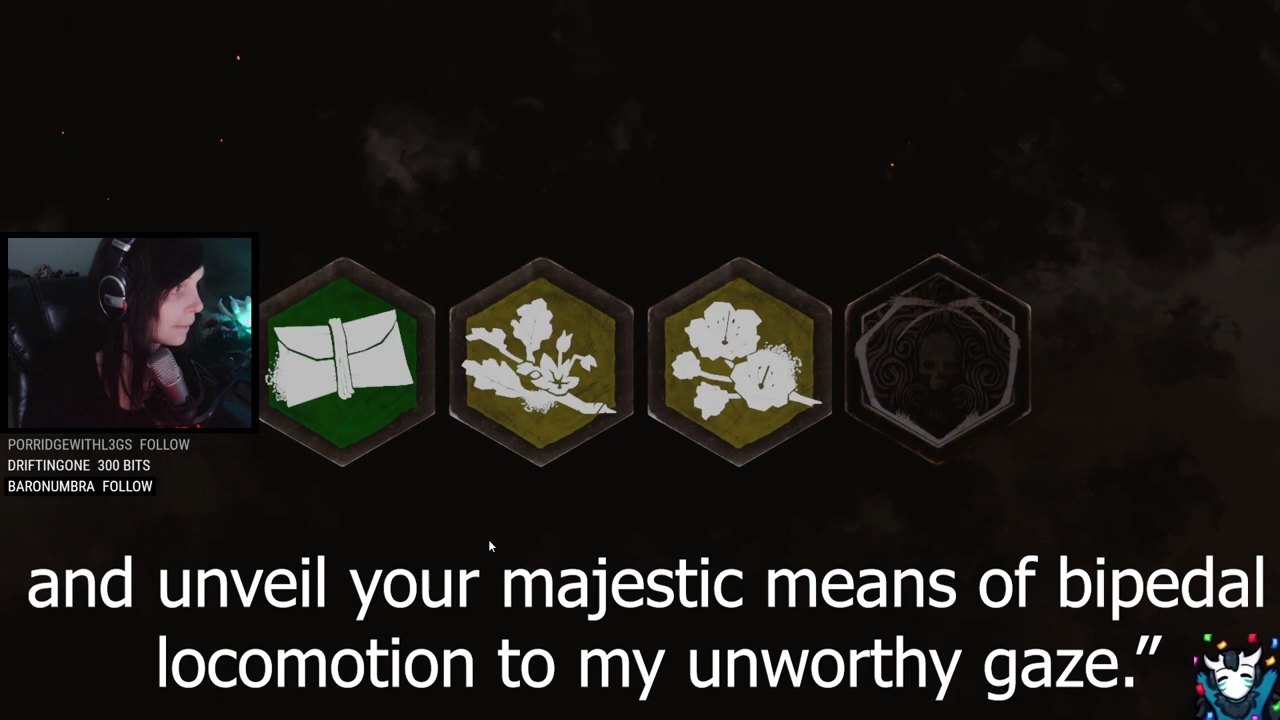 PORRIDGEWITHL3GS FOLLOW
DRIFTINGONE 300 BITS
BARONUMBRA FOLLOW
and unveil your majestic means of bipedal
locomotion to my unworthy gaze.”